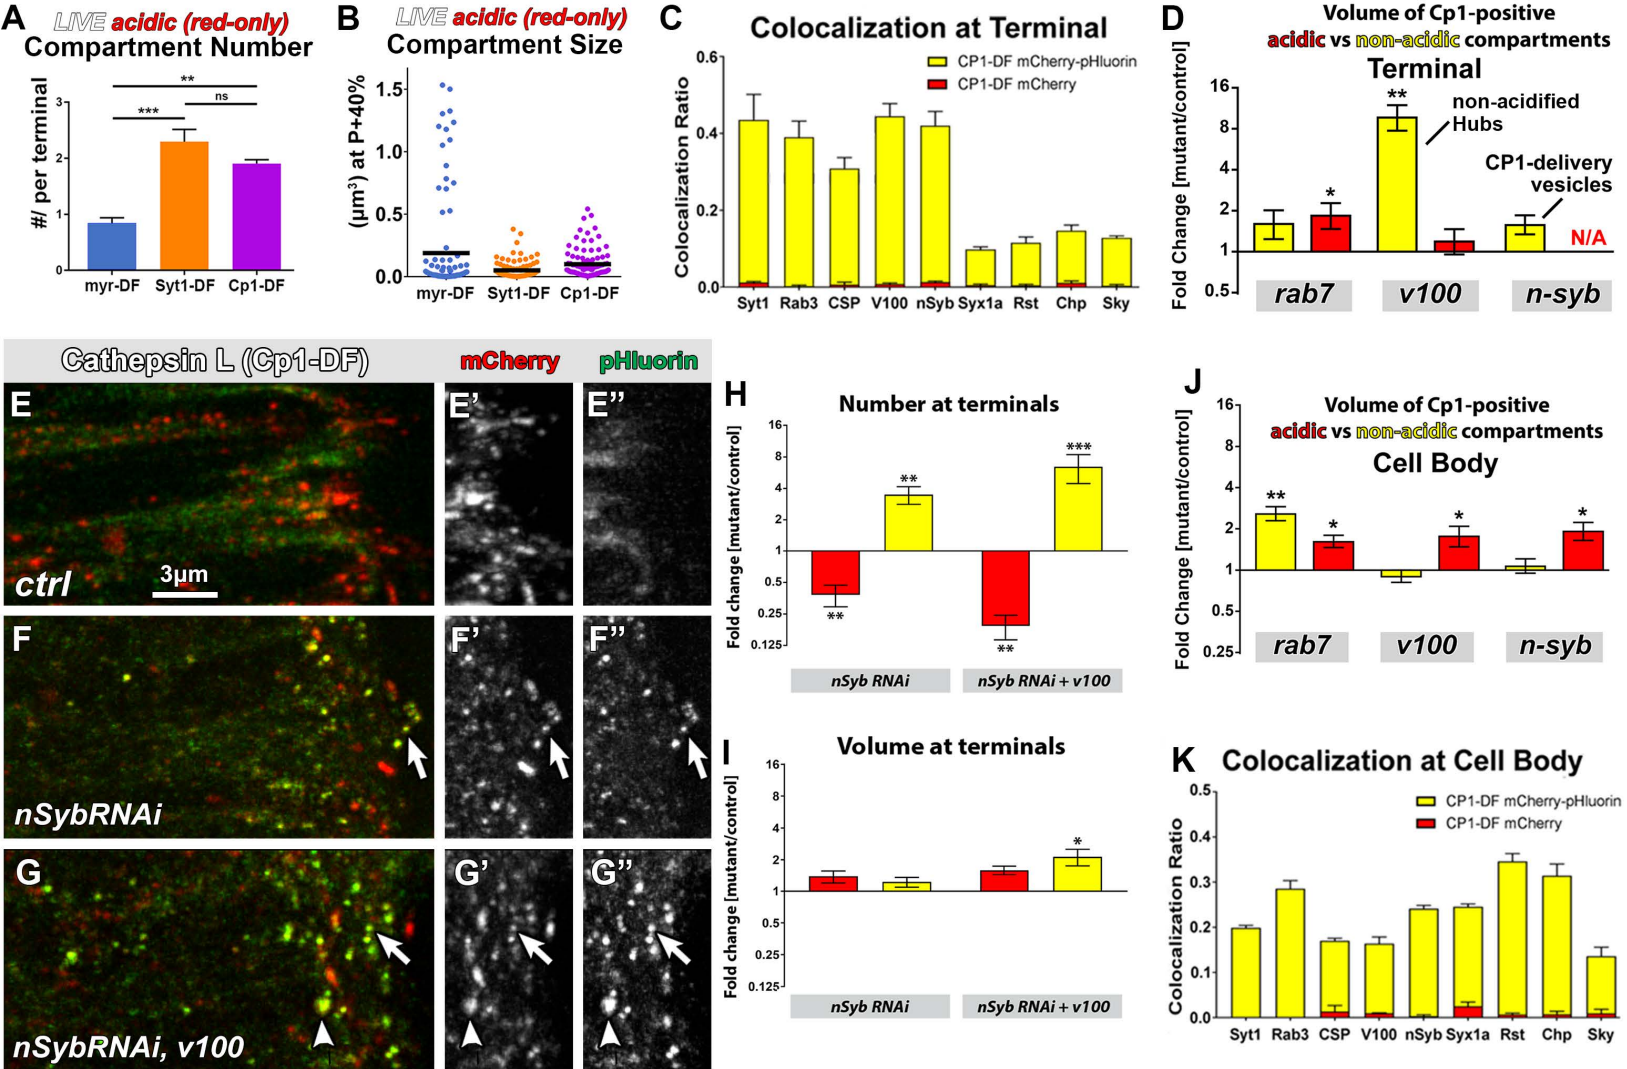 A
LIVE acidic (red-only)
Compartment Number
#/ per terminal
3
2
1
0
**
***
ns
myr-DF Syt1-DF Cp1-DF
B
LIVE acidic (red-only)
Compartment Size
(µm³) at P+40%
1.5
1.0
0.5
0.0
myr-DF Syt1-DF Cp1-DF
C
Colocalization at Terminal
CP1-DF mCherry-pHluorin
CP1-DF mCherry
Colocalization Ratio
0.6
0.4
0.2
0.0
Syt1 Rab3 CSP V100 nSyb Syx1a Rst Chp Sky
D
Volume of Cp1-positive
acidic vs non-acidic compartments
Terminal
Fold Change [mutant/control]
16
8
4
2
1
0.5
*
**
non-acidified
Hubs
CP1-delivery
vesicles
N/A
rab7 v100 n-syb
Cathepsin L (Cp1-DF) mCherry pHluorin
E E' E''
ctrl 3µm
F F' F''
nSybRNAi
G G' G''
nSybRNAi, v100
H
Number at terminals
Fold change [mutant/control]
16
8
4
2
1
0.5
0.25
0.125
**
**
***
**
nSyb RNAi nSyb RNAi + v100
I
Volume at terminals
Fold change [mutant/control]
16
8
4
2
1
0.5
0.25
0.125
*
nSyb RNAi nSyb RNAi + v100
J
Volume of Cp1-positive
acidic vs non-acidic compartments
Cell Body
Fold Change [mutant/control]
16
8
4
2
1
0.5
0.25
**
*
*
*
rab7 v100 n-syb
K
Colocalization at Cell Body
CP1-DF mCherry-pHluorin
CP1-DF mCherry
Colocalization Ratio
0.5
0.4
0.3
0.2
0.1
0.0
Syt1 Rab3 CSP V100 nSyb Syx1a Rst Chp Sky